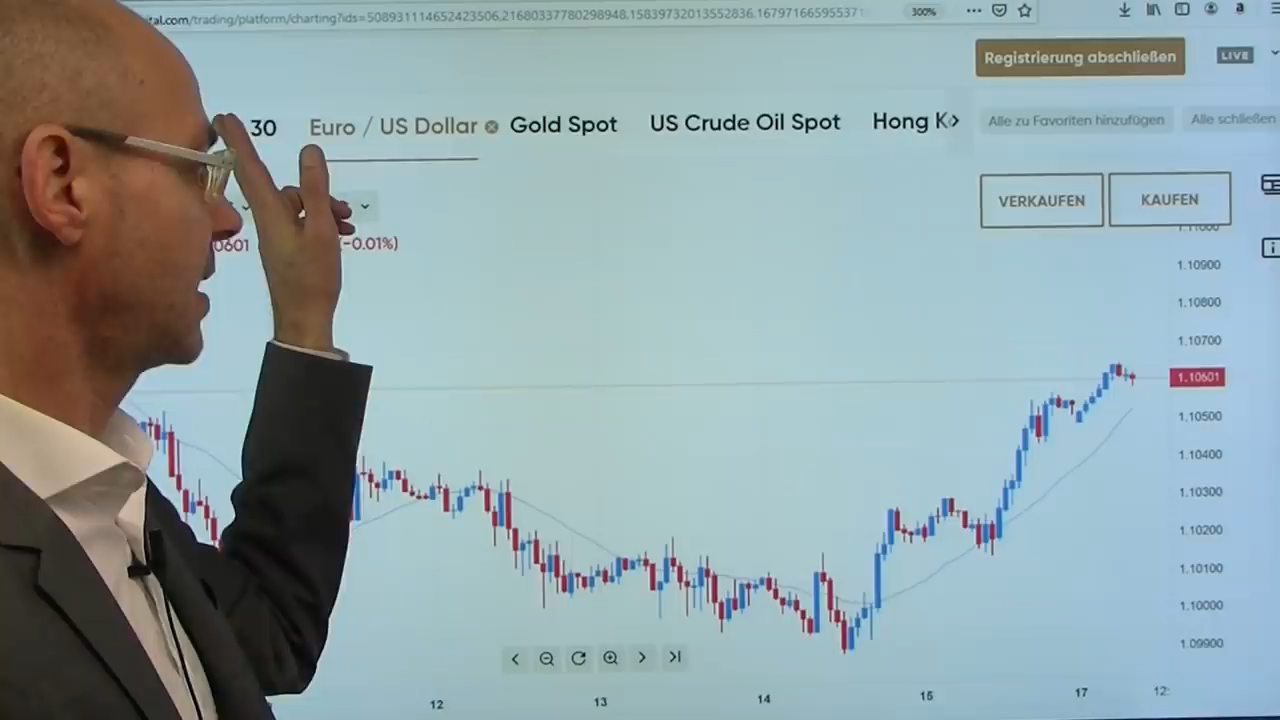 tal.com/trading/platform/charting?ids=508931114652423506,21680337780298948,15839732013552836,16797166595537
300%
Registrierung abschließen
LIVE
30
Euro / US Dollar
Gold Spot
US Crude Oil Spot
Hong K
Alle zu Favoriten hinzufügen
Alle schließen
VERKAUFEN
KAUFEN
0601
(-0.01%)
1.11000
1.10900
1.10800
1.10700
1.10601
1.10500
1.10400
1.10300
1.10200
1.10100
1.10000
1.09900
12
13
14
15
17
12: